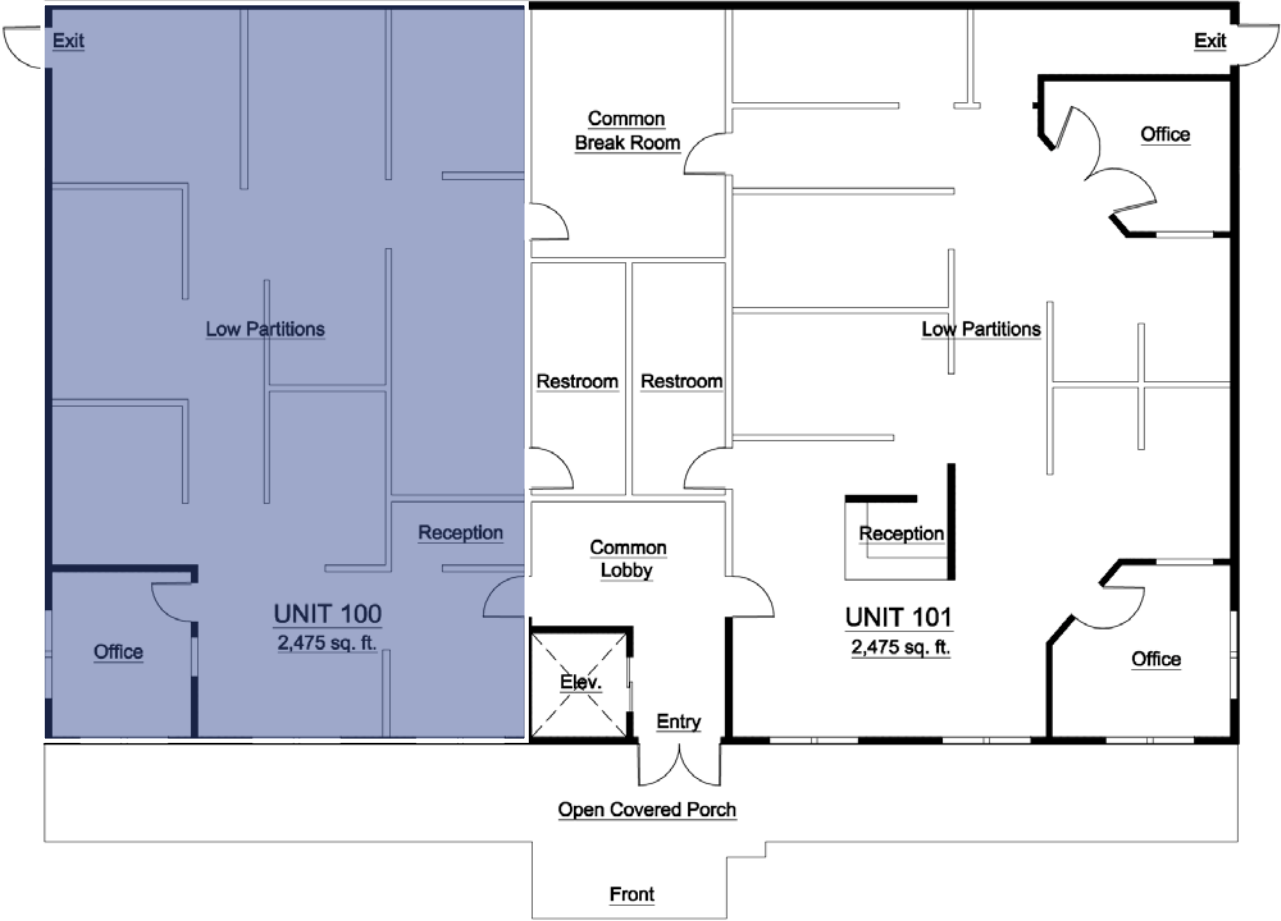 Exit
Exit
Common
Break Room
Office
Low Partitions
Low Partitions
Restroom
Restroom
Reception
Reception
Common
Lobby
UNIT 100
2,475 sq. ft.
UNIT 101
2,475 sq. ft.
Office
Office
Elev.
Entry
Open Covered Porch
Front